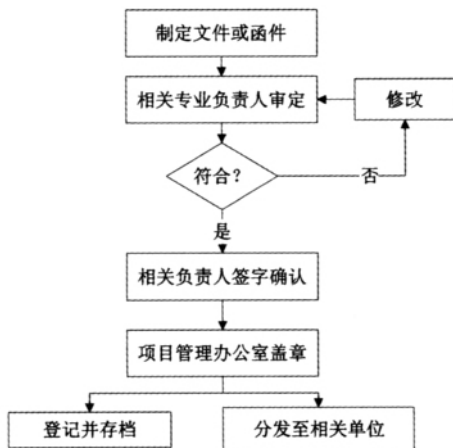 制定文件或函件
相关专业负责人审定
修改
符合?
否
是
相关负责人签字确认
项目管理办公室盖章
登记并存档
分发至相关单位